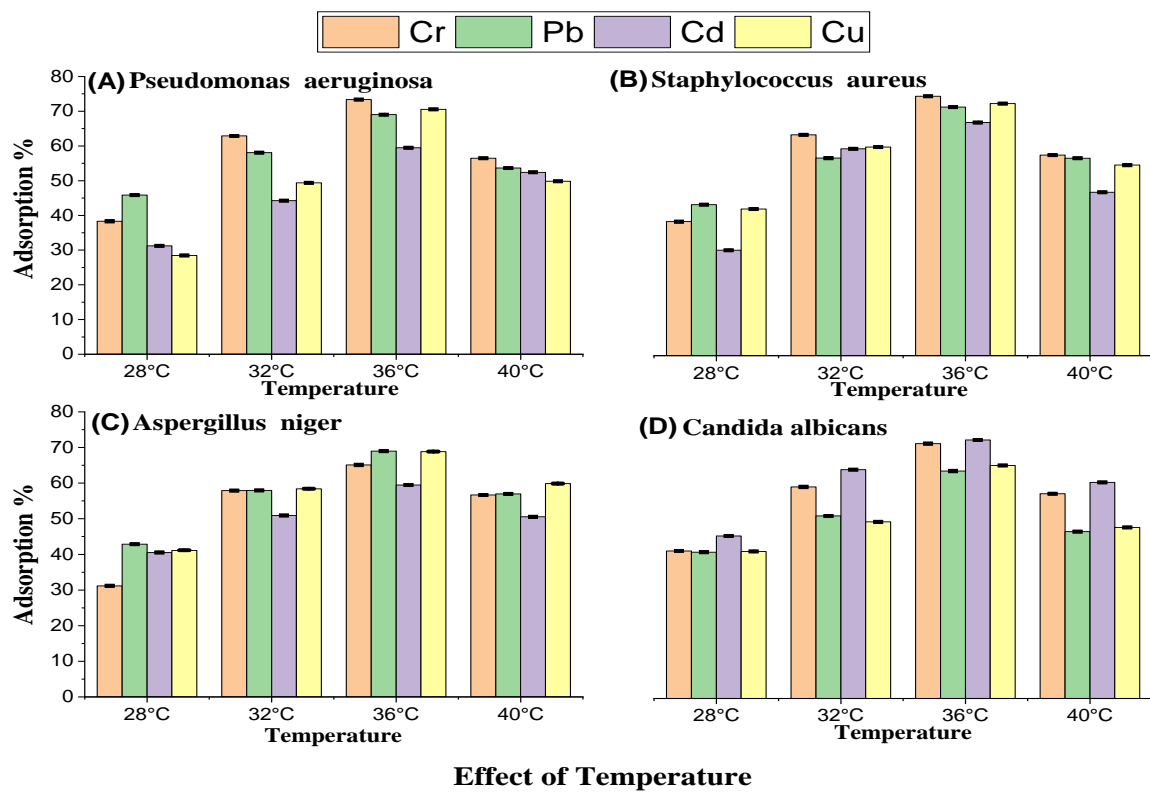 Cr Pb Cd Cu
(A) Pseudomonas aeruginosa
Adsorption %
80
70
60
50
40
30
20
10
0
28°C 32°C 36°C 40°C
Temperature
(B) Staphylococcus aureus
28°C 32°C 36°C 40°C
Temperature
(C) Aspergillus niger
Adsorption %
80
70
60
50
40
30
20
10
0
28°C 32°C 36°C 40°C
Temperature
(D) Candida albicans
28°C 32°C 36°C 40°C
Temperature
Effect of Temperature